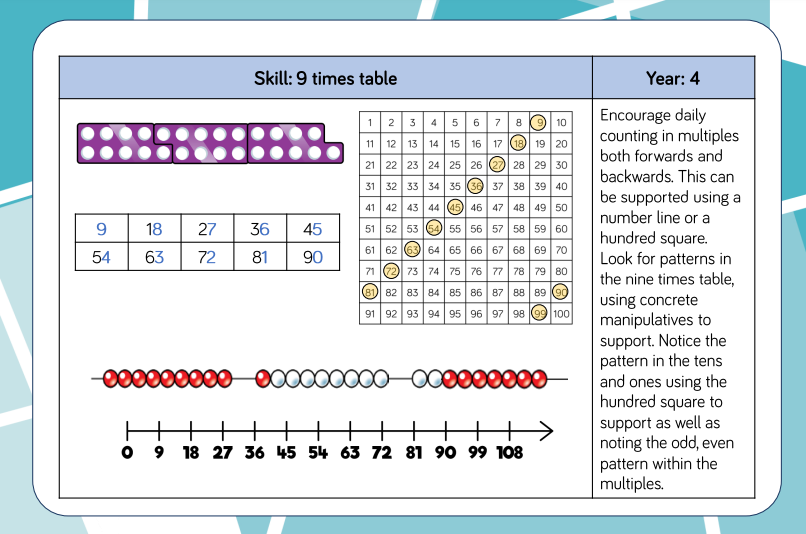 Skill: 9 times table
Year: 4
1 2 3 4 5 6 7 8 9 10
11 12 13 14 15 16 17 18 19 20
21 22 23 24 25 26 27 28 29 30
31 32 33 34 35 36 37 38 39 40
41 42 43 44 45 46 47 48 49 50
51 52 53 54 55 56 57 58 59 60
61 62 63 64 65 66 67 68 69 70
71 72 73 74 75 76 77 78 79 80
81 82 83 84 85 86 87 88 89 90
91 92 93 94 95 96 97 98 99 100
9 18 27 36 45
54 63 72 81 90
0 9 18 27 36 45 54 63 72 81 90 99 108
Encourage daily
counting in multiples
both forwards and
backwards. This can
be supported using a
number line or a
hundred square.
Look for patterns in
the nine times table,
using concrete
manipulatives to
support. Notice the
pattern in the tens
and ones using the
hundred square to
support as well as
noting the odd, even
pattern within the
multiples.